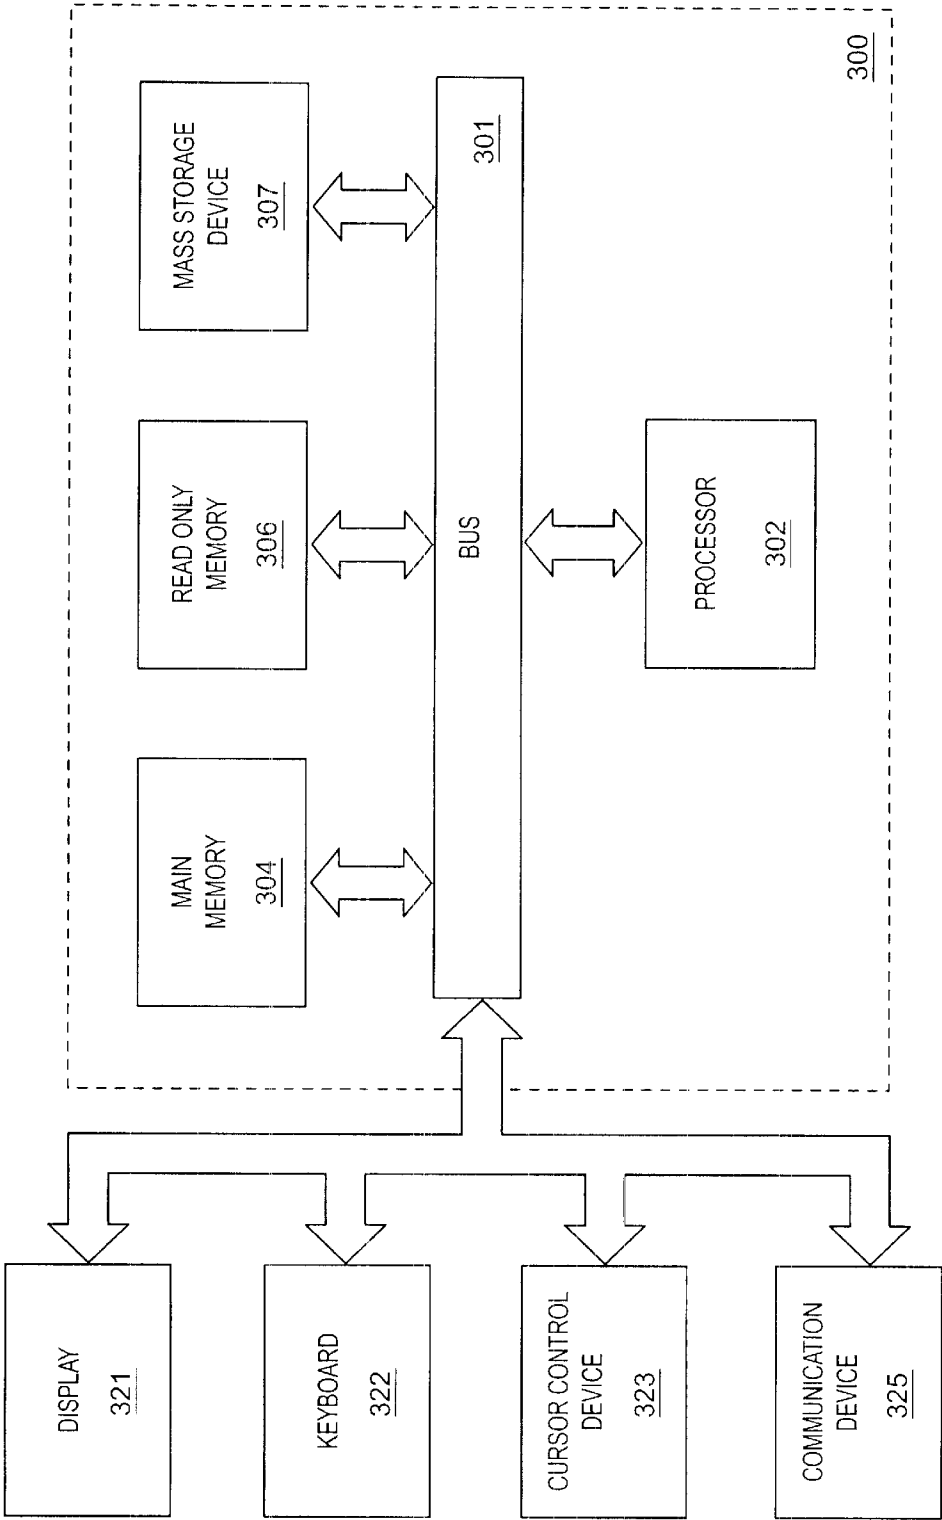 DISPLAY
321
KEYBOARD
322
CURSOR CONTROL
DEVICE
323
COMMUNICATION
DEVICE
325
MAIN
MEMORY
304
READ ONLY
MEMORY
306
MASS STORAGE
DEVICE
307
BUS
301
PROCESSOR
302
300